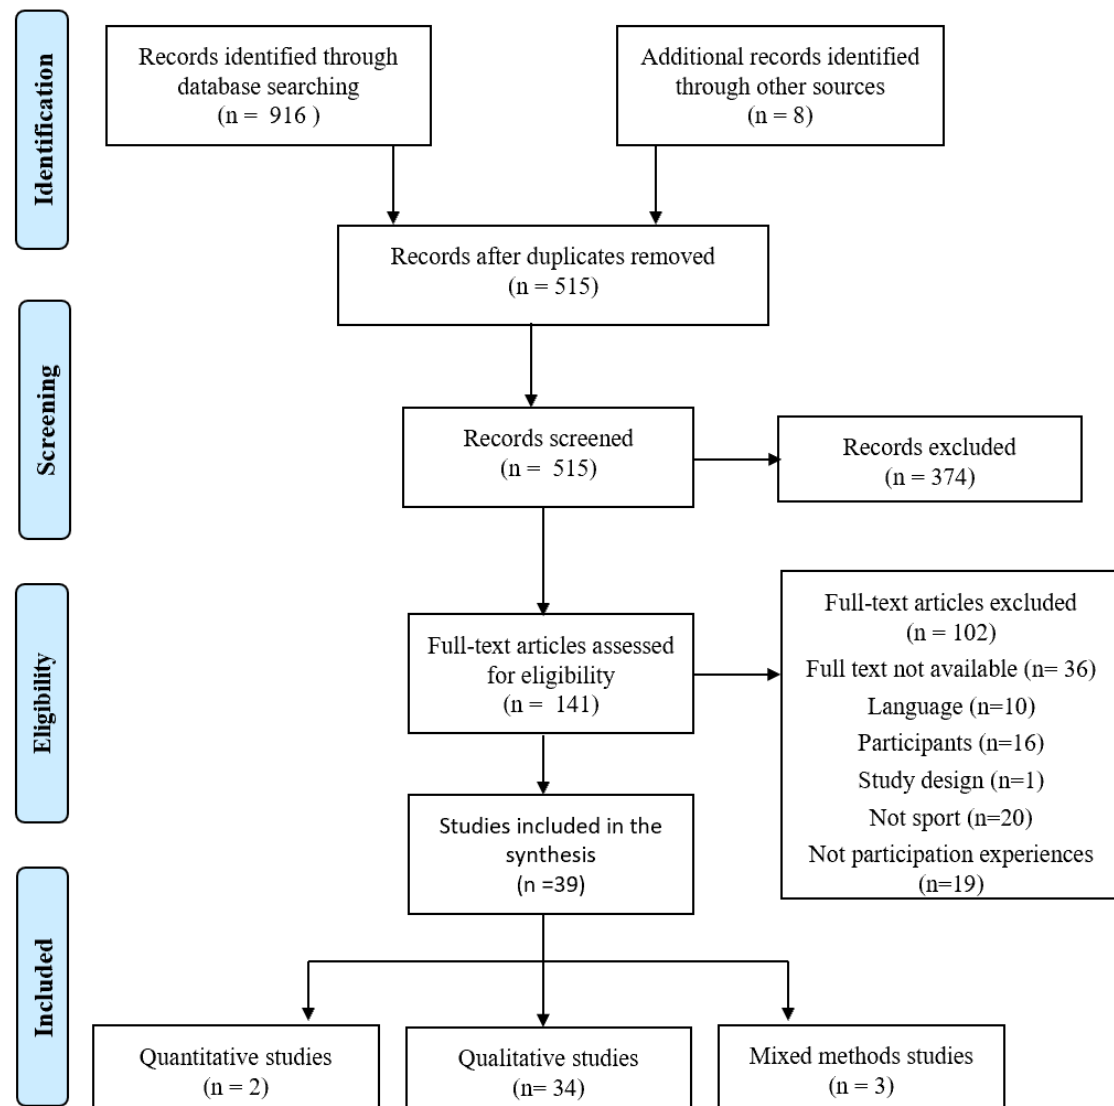 Identification
Records identified through
database searching
(n = 916 )
Additional records identified
through other sources
(n = 8)
Records after duplicates removed
(n = 515)
Screening
Records screened
(n = 515)
Records excluded
(n = 374)
Eligibility
Full-text articles assessed
for eligibility
(n = 141)
Full-text articles excluded
(n = 102)
Full text not available (n= 36)
Language (n=10)
Participants (n=16)
Study design (n=1)
Not sport (n=20)
Not participation experiences
(n=19)
Studies included in the
synthesis
(n =39)
Included
Quantitative studies
(n = 2)
Qualitative studies
(n= 34)
Mixed methods studies
(n = 3)